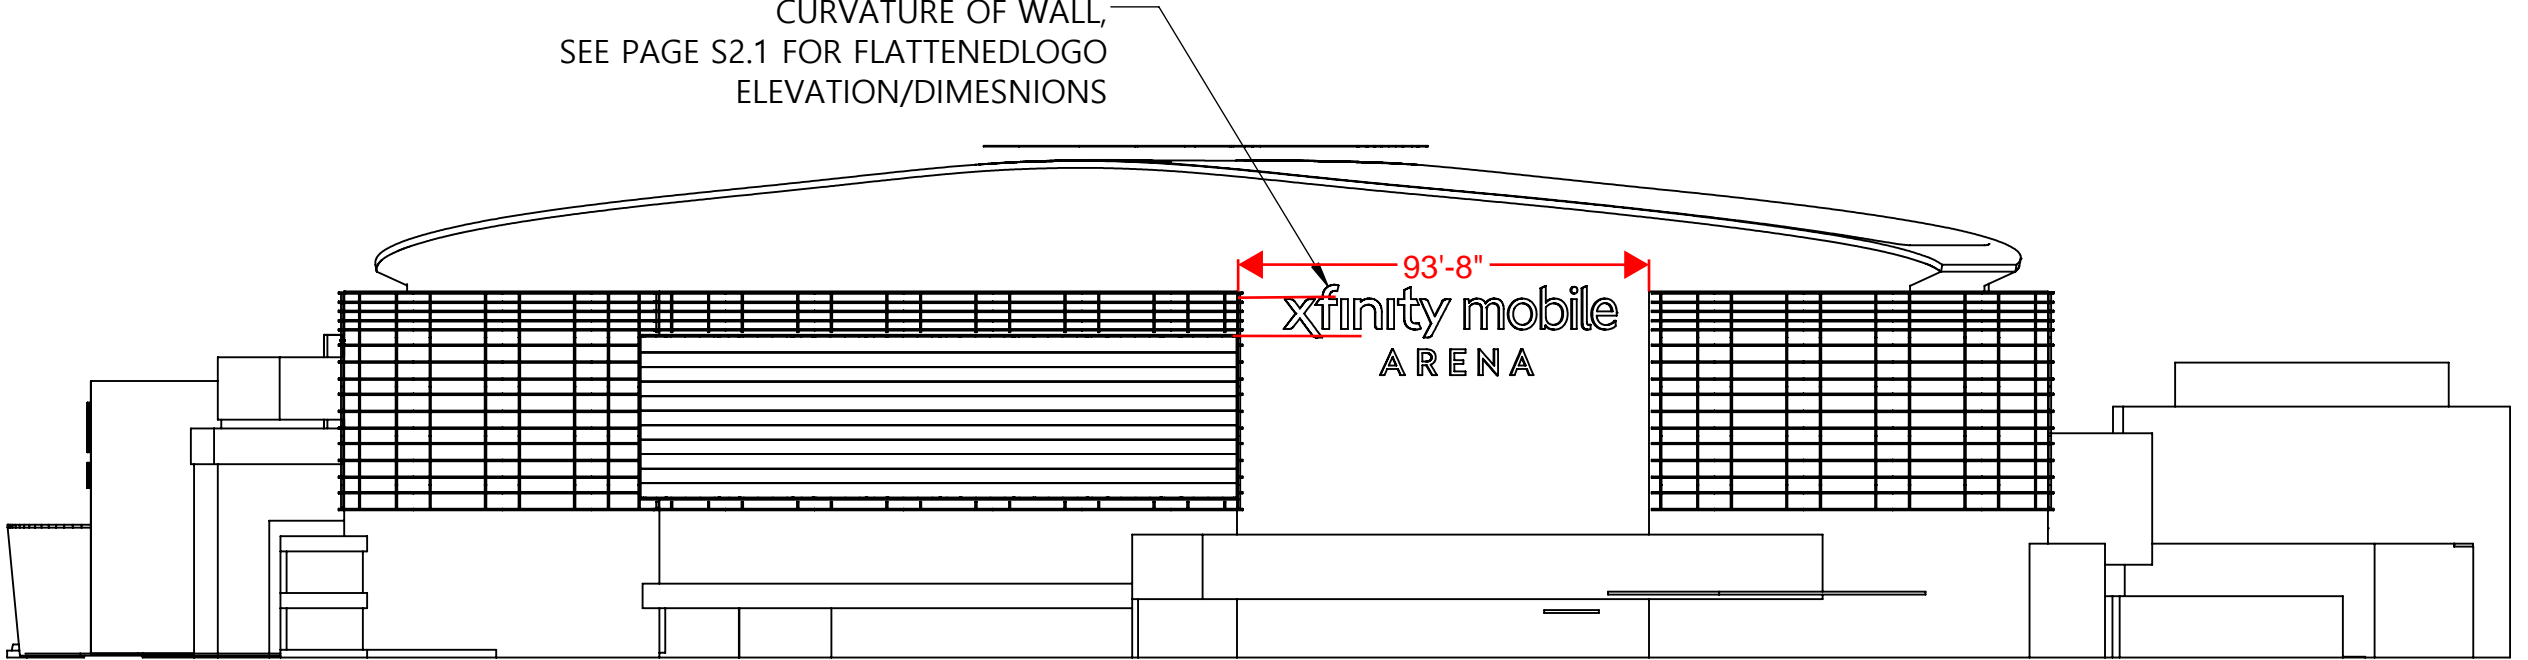 CURVATURE OF WALL,
SEE PAGE S2.1 FOR FLATTENEDLOGO
ELEVATION/DIMESNIONS
93'-8"
xfinity mobile
ARENA